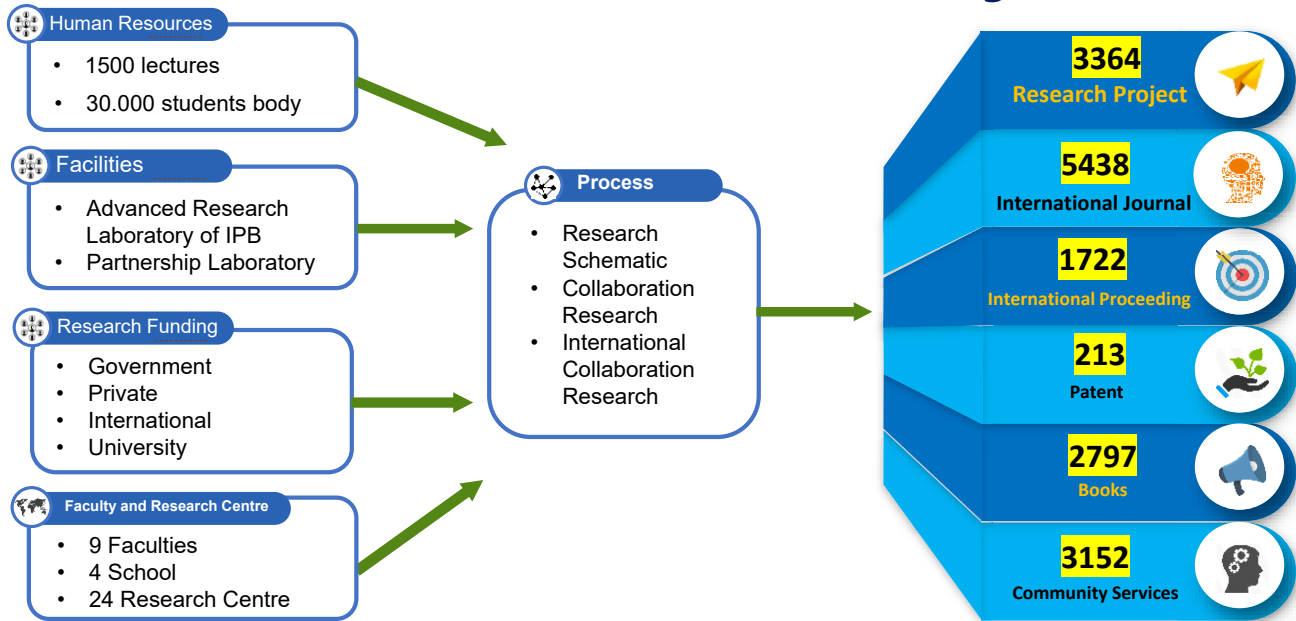 Human Resources
• 1500 lectures
• 30.000 students body
Facilities
• Advanced Research
Laboratory of IPB
• Partnership Laboratory
Research Funding
• Government
• Private
• International
• University
Faculty and Research Centre
• 9 Faculties
• 4 School
• 24 Research Centre
Process
• Research
Schematic
• Collaboration
Research
• International
Collaboration
Research
3364
Research Project
5438
International Journal
1722
International Proceeding
213
Patent
2797
Books
3152
Community Services